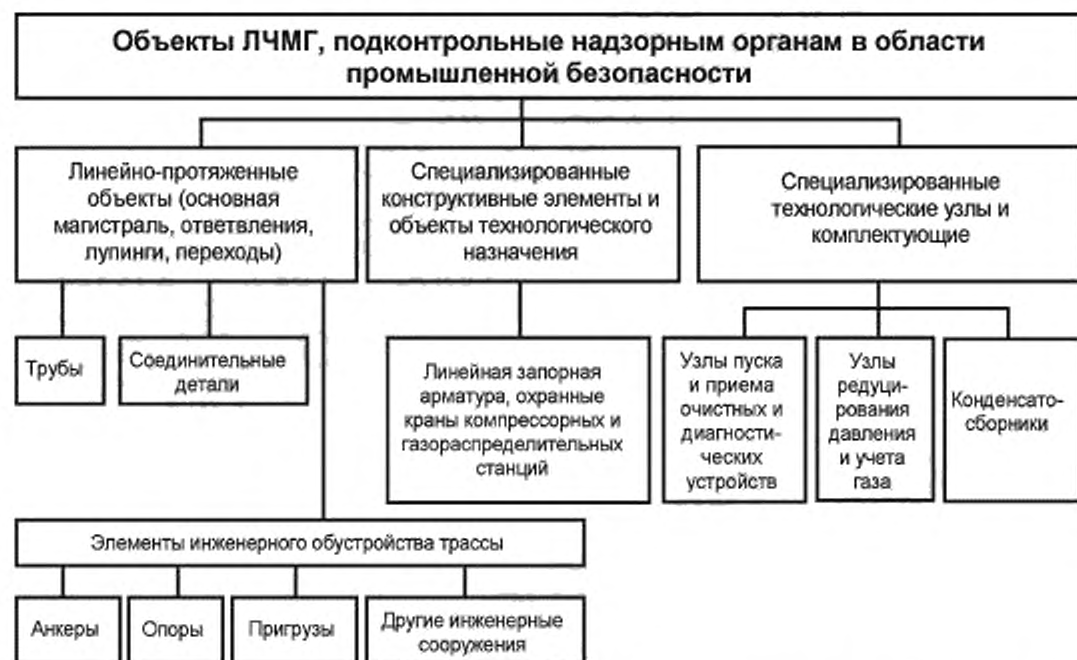 Объекты ЛЧМГ, подконтрольные надзорным органам в области
промышленной безопасности
Линейно-протяженные
объекты (основная
магистраль, ответвления,
лупинги, переходы)
Специализированные
конструктивные элементы и
объекты технологического
назначения
Специализированные
технологические узлы и
комплектующие
Трубы
Соединительные
детали
Линейная запорная
арматура, охранные
краны компрессорных и
газораспределительных
станций
Узлы пуска
и приема
очистных и
диагности-
ческих
устройств
Узлы
редуци-
рования
давления
и учета
газа
Конденсато-
сборники
Элементы инженерного обустройства трассы
Анкеры
Опоры
Пригрузы
Другие инженерные
сооружения